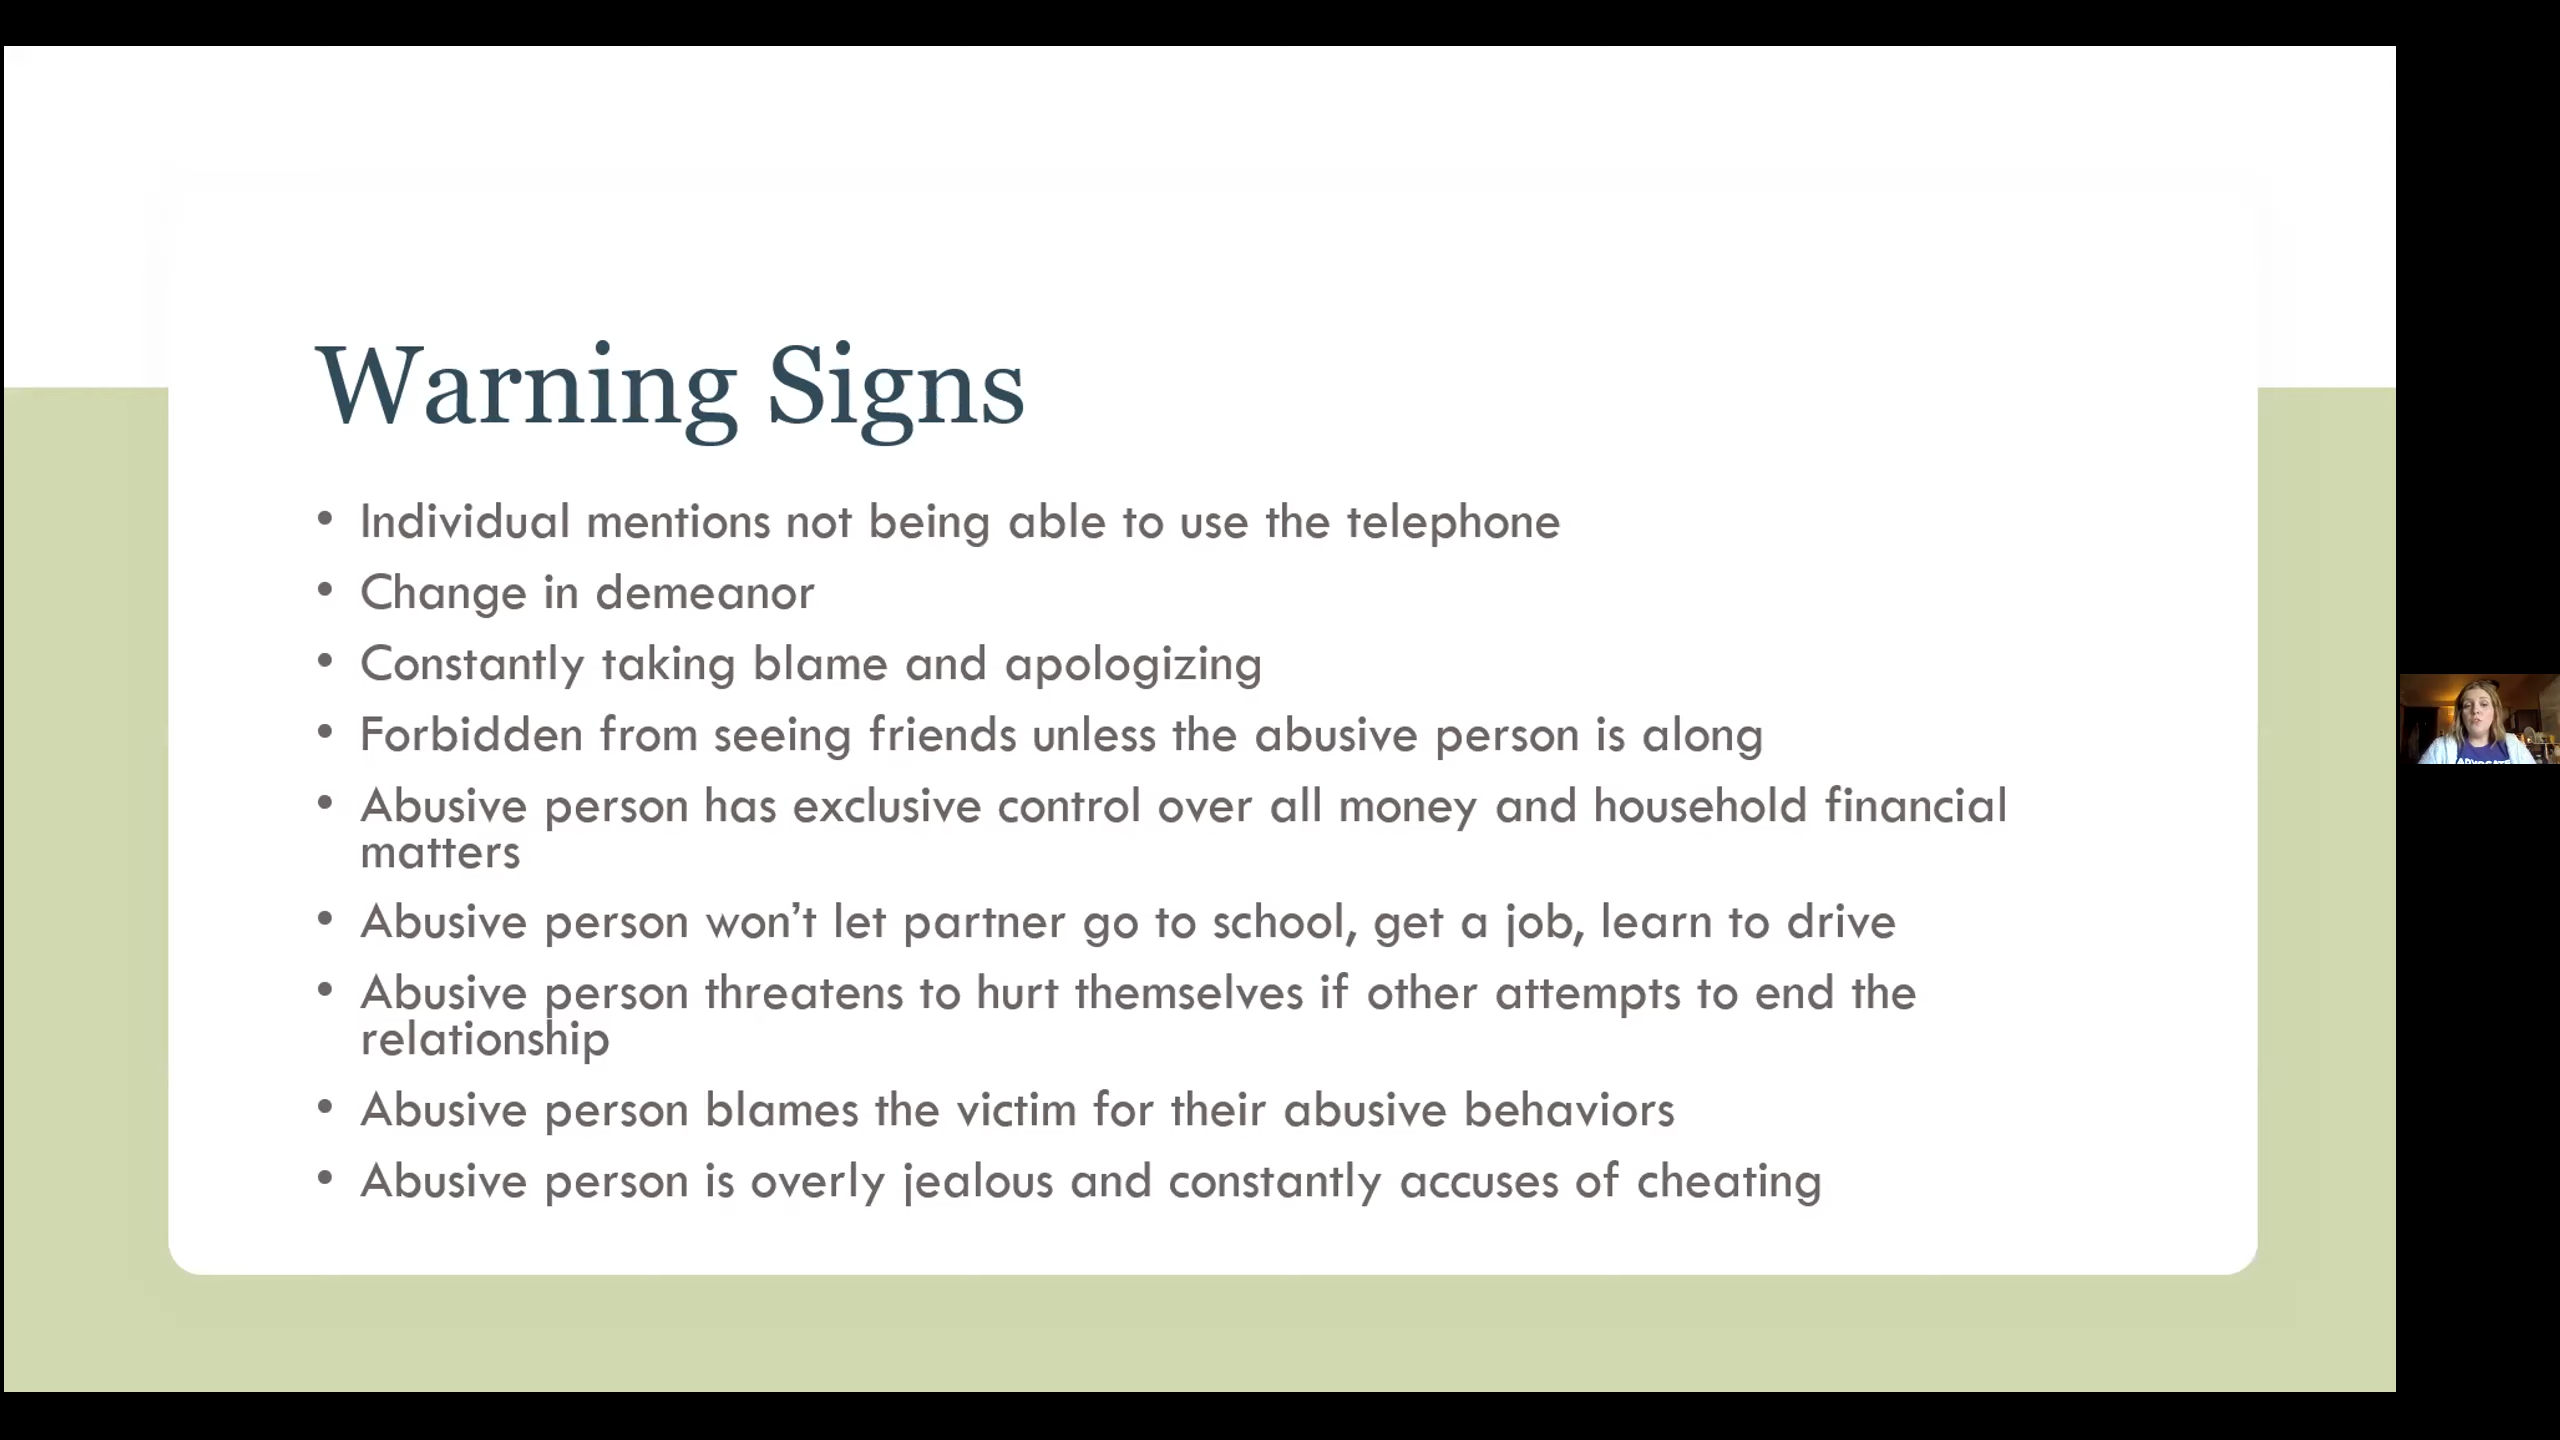 Warning Signs
• Individual mentions not being able to use the telephone
• Change in demeanor
• Constantly taking blame and apologizing
• Forbidden from seeing friends unless the abusive person is along
• Abusive person has exclusive control over all money and household financial
matters
• Abusive person won’t let partner go to school, get a job, learn to drive
• Abusive person threatens to hurt themselves if other attempts to end the
relationship
• Abusive person blames the victim for their abusive behaviors
• Abusive person is overly jealous and constantly accuses of cheating